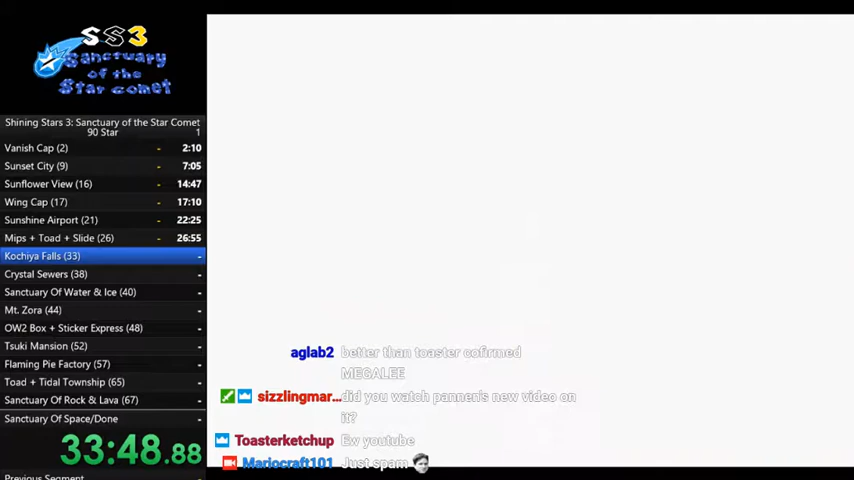 SS3
Sanctuary
of the
Star Comet
Shining Stars 3: Sanctuary of the Star Comet
90 Star 1
Vanish Cap (2) - 2:10
Sunset City (9) - 7:05
Sunflower View (16) - 14:47
Wing Cap (17) - 17:10
Sunshine Airport (21) - 22:25
Mips + Toad + Slide (26) - 26:55
Kochiya Falls (33) -
Crystal Sewers (38) -
Sanctuary Of Water & Ice (40) -
Mt. Zora (44) -
OW2 Box + Sticker Express (48) -
Tsuki Mansion (52) -
Flaming Pie Factory (57) -
Toad + Tidal Township (65) -
Sanctuary Of Rock & Lava (67) -
Sanctuary Of Space/Done -
33:48.88
Previous Segment -
aglab2 better than toaster cofirmed
MEGALEE
sizzlingmar... did you watch pannen's new video on
it?
Toasterketchup Ew youtube
Mariocraft101 Just spam